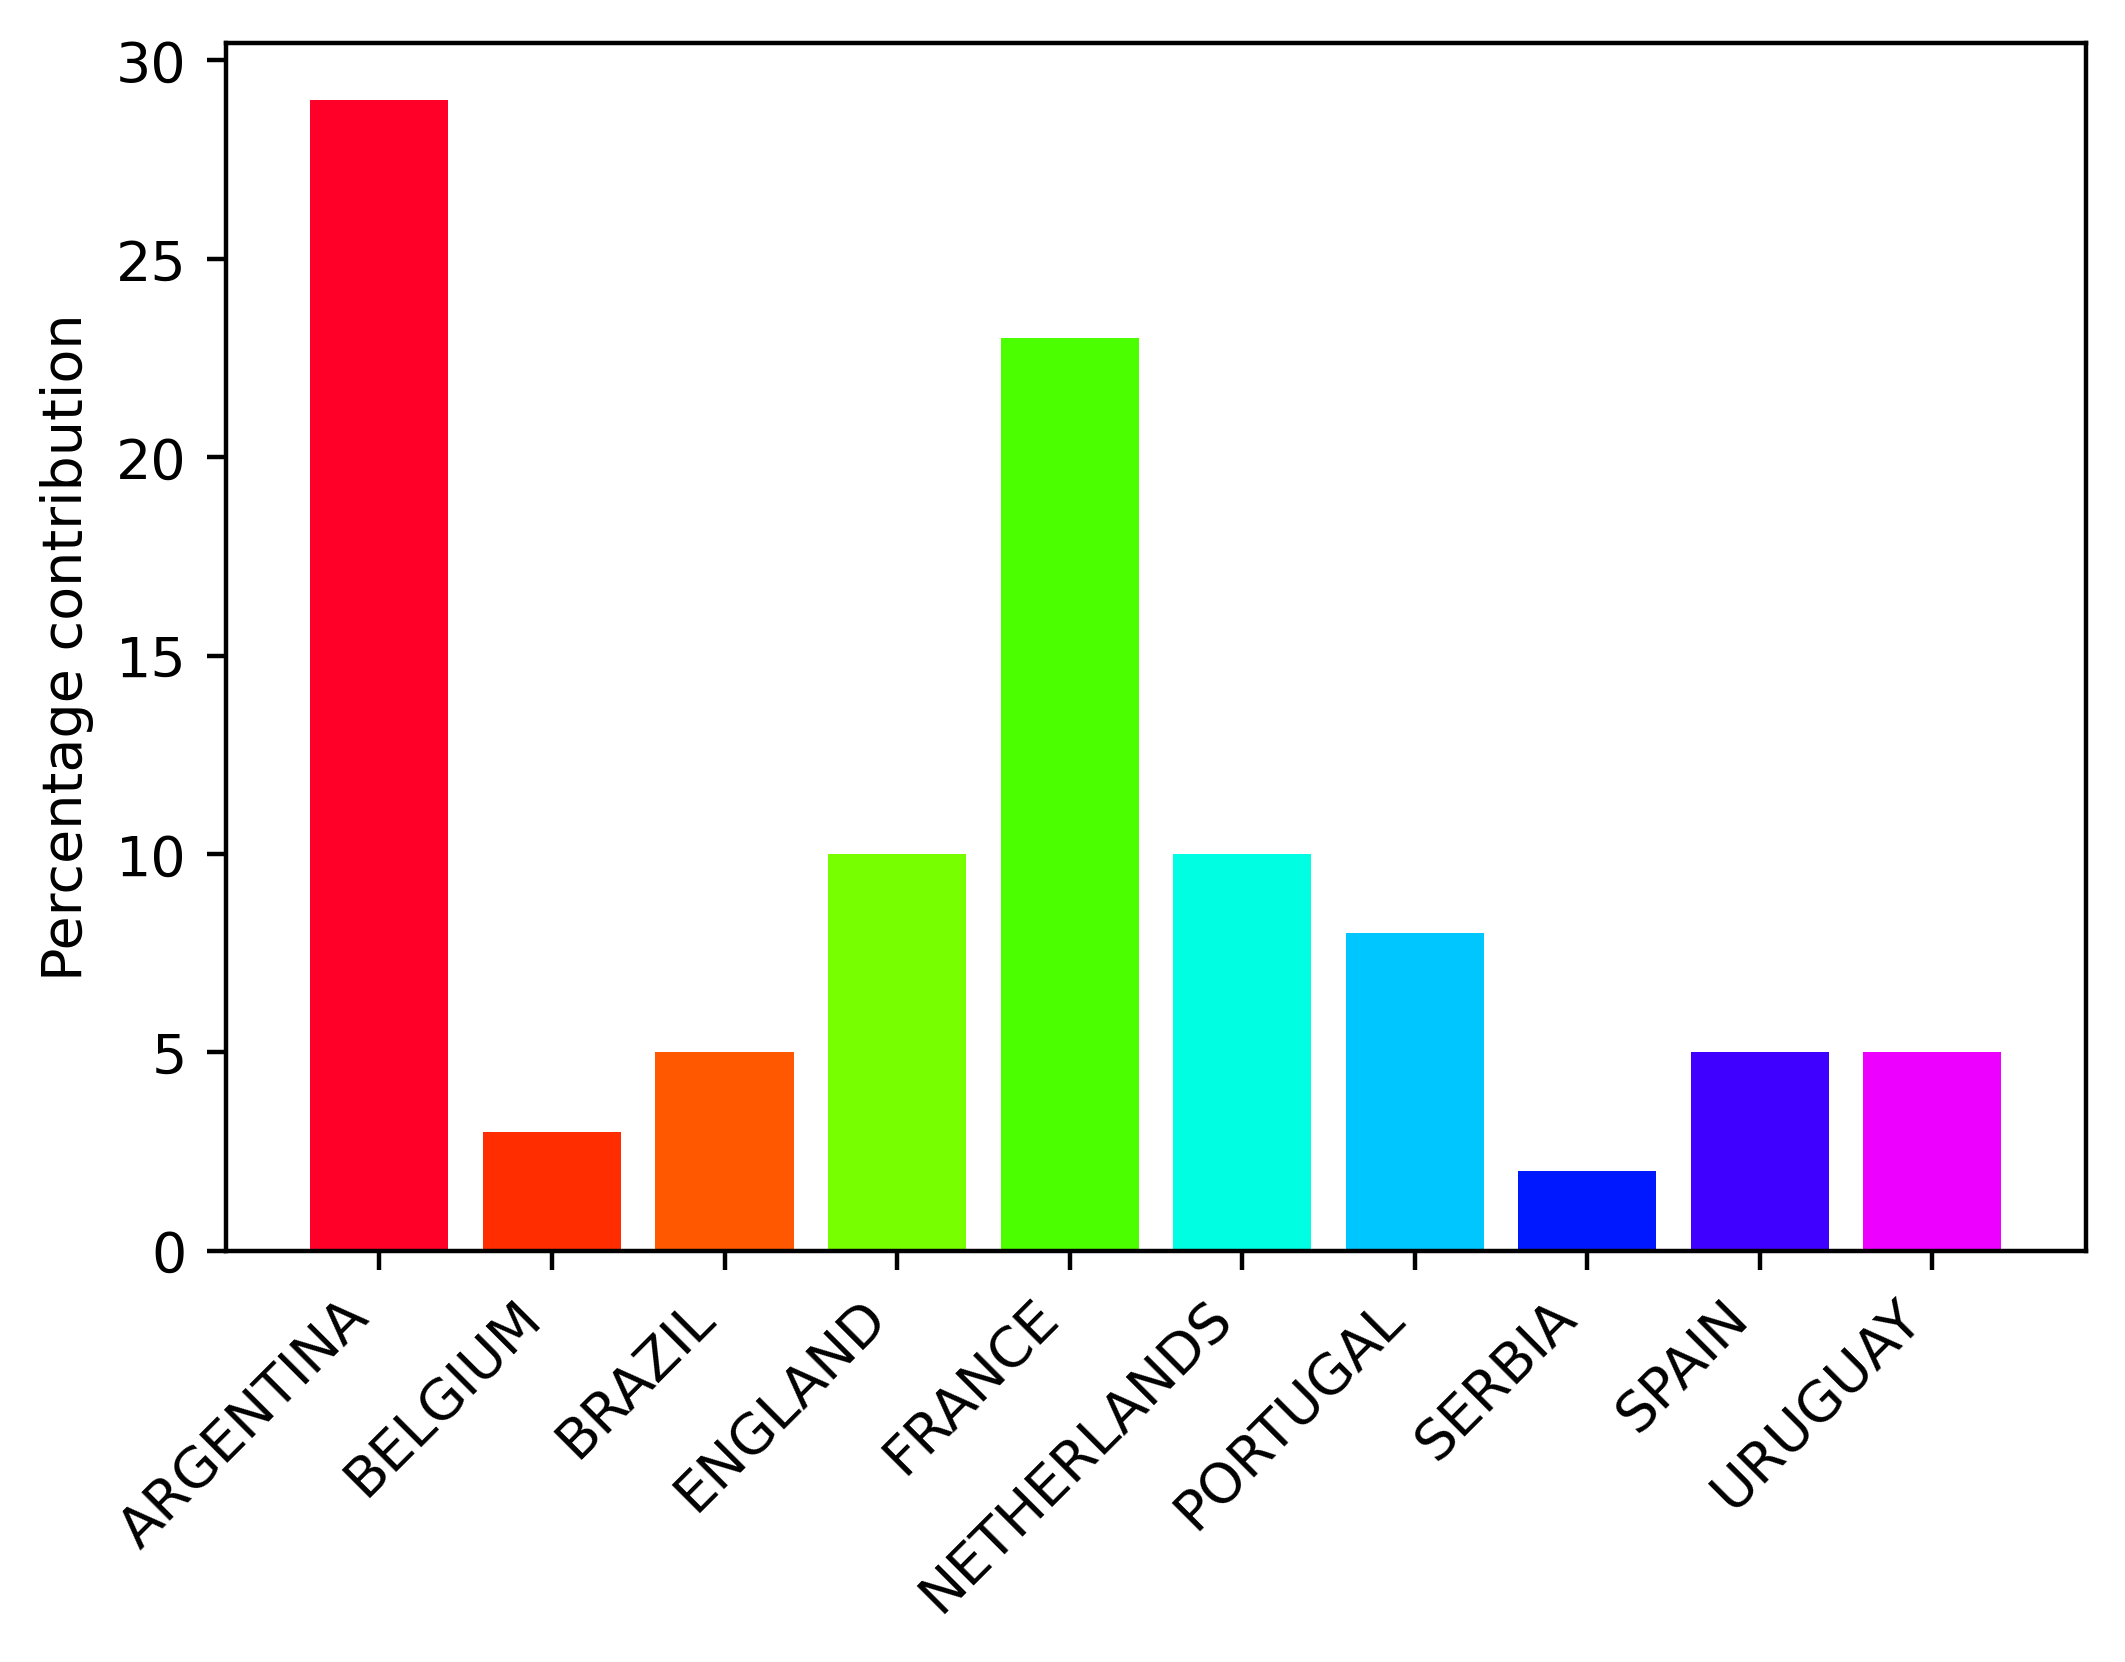 30
25
20
15
10
5
0
Percentage contribution
ARGENTINA
BELGIUM
BRAZIL
ENGLAND
FRANCE
NETHERLANDS
PORTUGAL
SERBIA
SPAIN
URUGUAY